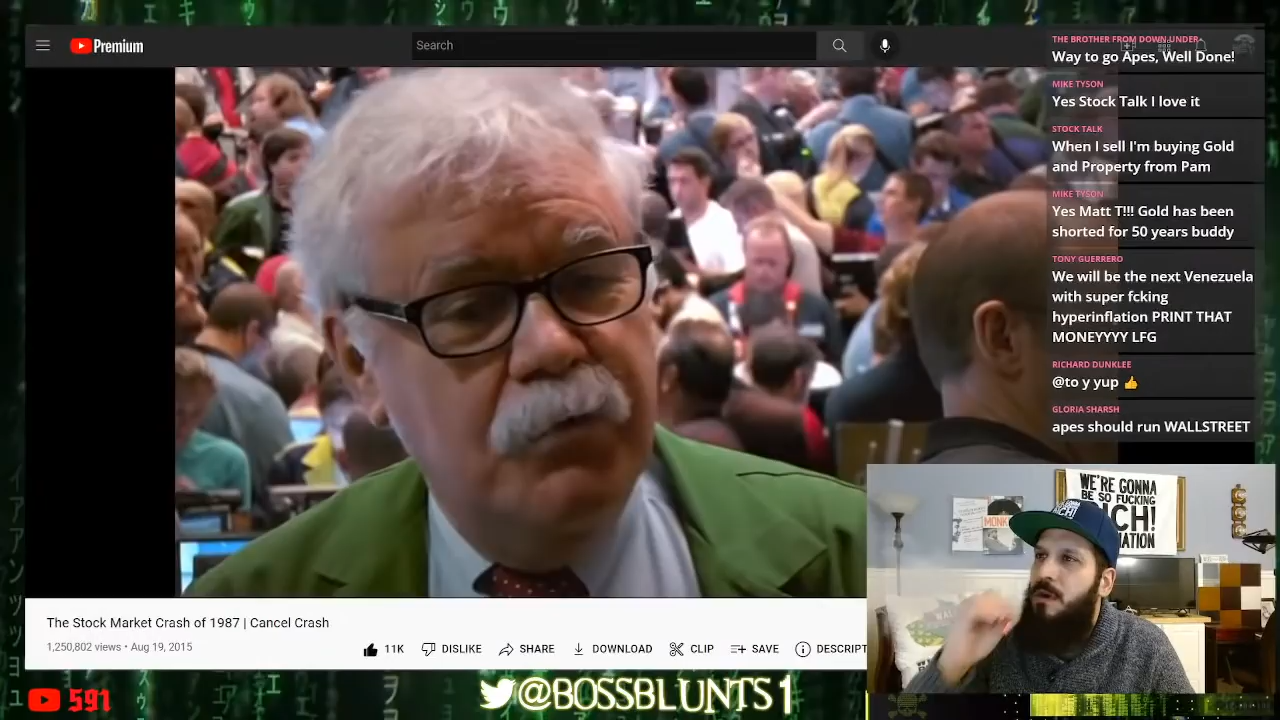 Premium
Search
THE BROTHER FROM DOWN UNDER
Way to go Apes, Well Done!
MIKE TYSON
Yes Stock Talk I love it
STOCK TALK
When I sell I'm buying Gold
and Property from Pam
MIKE TYSON
Yes Matt T!!! Gold has been
shorted for 50 years buddy
TONY GUERRERO
We will be the next Venezuela
with super fcking
hyperinflation PRINT THAT
MONEYYYY LFG
RICHARD DUNKLEE
@to y yup 👍
GLORIA SHARSH
apes should run WALLSTREET
WE'RE GONNA
BE SO FUCKING
MONK
The Stock Market Crash of 1987 | Cancel Crash
1,250,802 views • Aug 19, 2015
11K
DISLIKE
SHARE
DOWNLOAD
CLIP
SAVE
DESCRIPT
591
@BOSSBLUNTS1